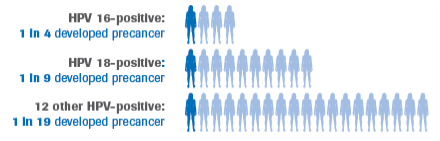 HPV 16-positive:
1 in 4 developed precancer
HPV 18-positive:
1 in 9 developed precancer
12 other HPV-positive:
1 in 19 developed precancer